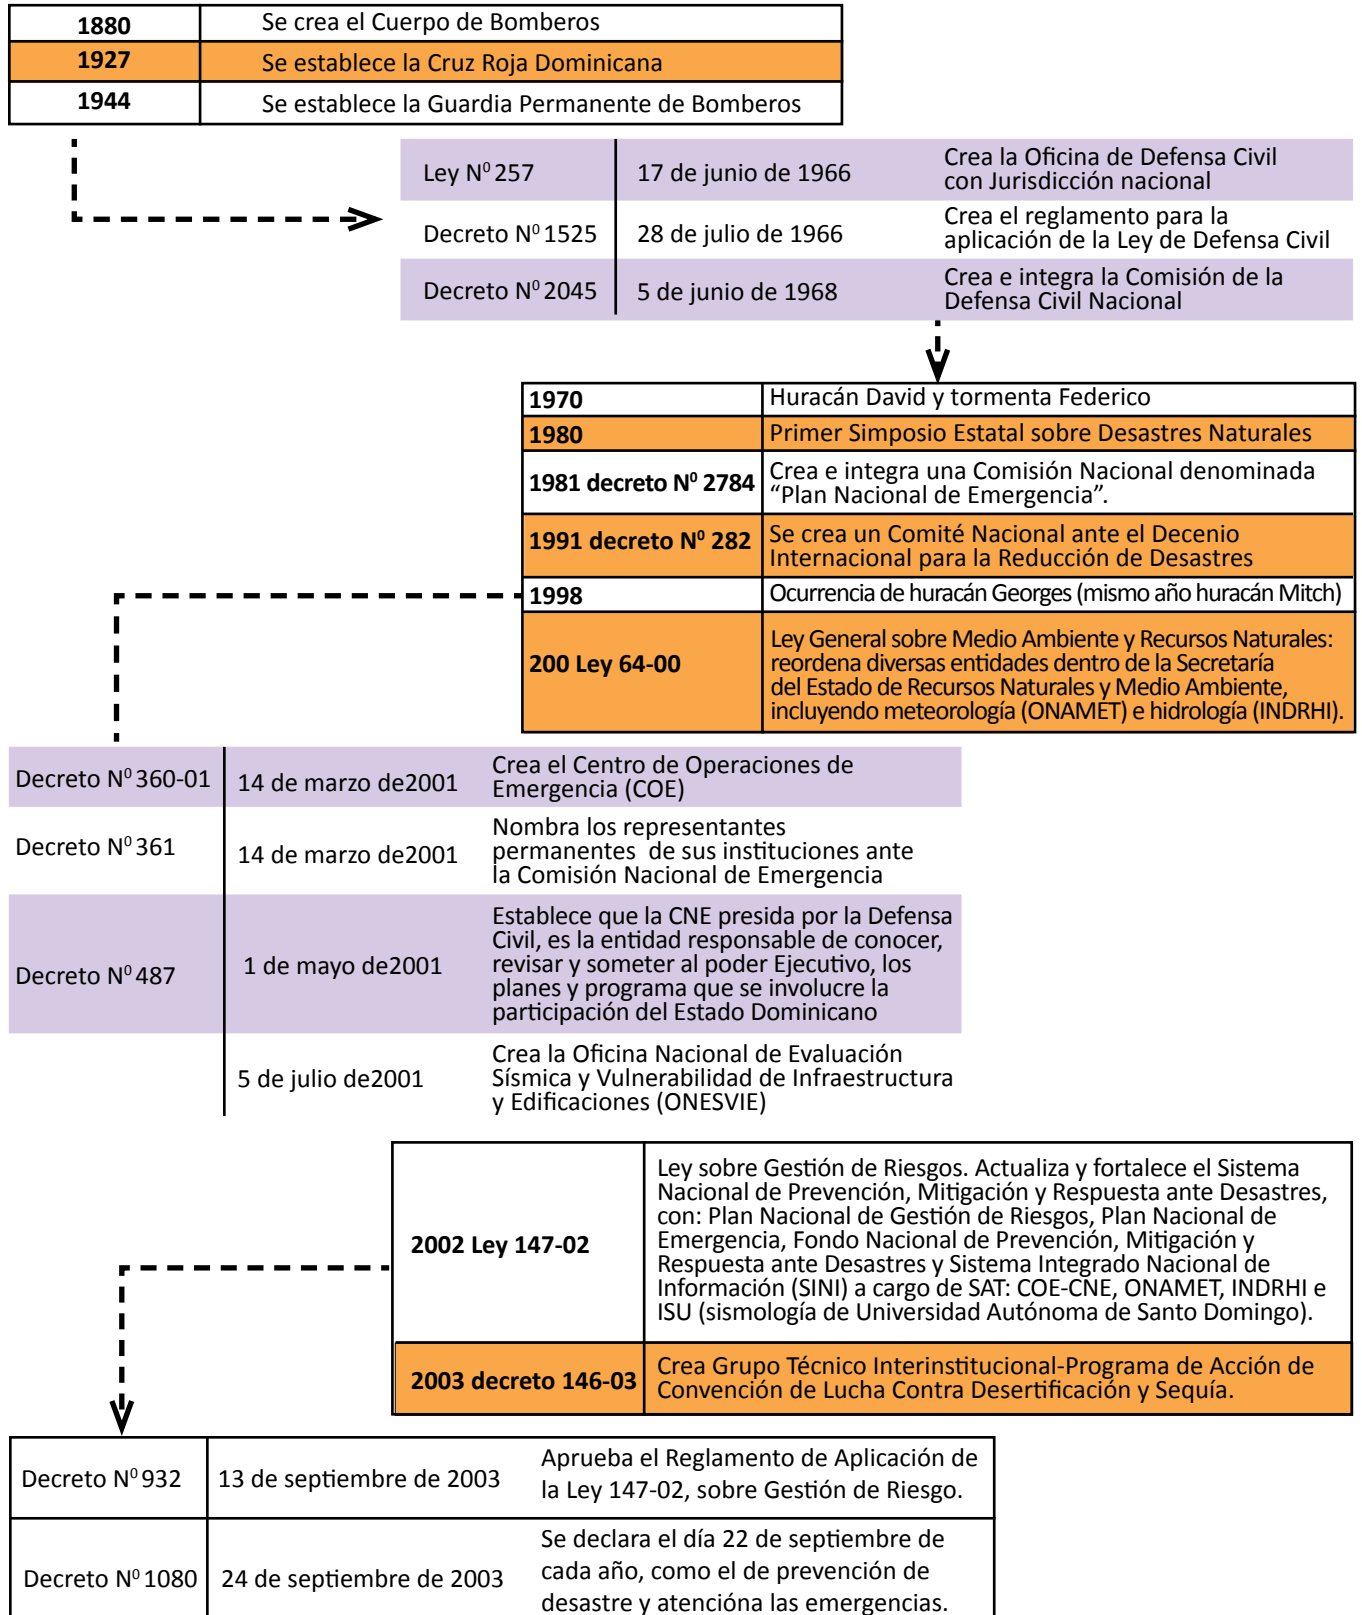 1880 Se crea el Cuerpo de Bomberos
1927 Se establece la Cruz Roja Dominicana
1944 Se establece la Guardia Permanente de Bomberos
Ley N⁰ 257 17 de junio de 1966 Crea la Oficina de Defensa Civil
con Jurisdicción nacional
Decreto N⁰ 1525 28 de julio de 1966 Crea el reglamento para la
aplicación de la Ley de Defensa Civil
Decreto N⁰ 2045 5 de junio de 1968 Crea e integra la Comisión de la
Defensa Civil Nacional
1970 Huracán David y tormenta Federico
1980 Primer Simposio Estatal sobre Desastres Naturales
1981 decreto N⁰ 2784 Crea e integra una Comisión Nacional denominada
“Plan Nacional de Emergencia”.
1991 decreto N⁰ 282 Se crea un Comité Nacional ante el Decenio
Internacional para la Reducción de Desastres
1998 Ocurrencia de huracán Georges (mismo año huracán Mitch)
200 Ley 64-00 Ley General sobre Medio Ambiente y Recursos Naturales:
reordena diversas entidades dentro de la Secretaría
del Estado de Recursos Naturales y Medio Ambiente,
incluyendo meteorología (ONAMET) e hidrología (INDRHI).
Decreto N⁰ 360-01 14 de marzo de2001 Crea el Centro de Operaciones de
Emergencia (COE)
Decreto N⁰ 361 14 de marzo de2001 Nombra los representantes
permanentes de sus instituciones ante
la Comisión Nacional de Emergencia
Decreto N⁰ 487 1 de mayo de2001 Establece que la CNE presida por la Defensa
Civil, es la entidad responsable de conocer,
revisar y someter al poder Ejecutivo, los
planes y programa que se involucre la
participación del Estado Dominicano
5 de julio de2001 Crea la Oficina Nacional de Evaluación
Sísmica y Vulnerabilidad de Infraestructura
y Edificaciones (ONESVIE)
2002 Ley 147-02 Ley sobre Gestión de Riesgos. Actualiza y fortalece el Sistema
Nacional de Prevención, Mitigación y Respuesta ante Desastres,
con: Plan Nacional de Gestión de Riesgos, Plan Nacional de
Emergencia, Fondo Nacional de Prevención, Mitigación y
Respuesta ante Desastres y Sistema Integrado Nacional de
Información (SINI) a cargo de SAT: COE-CNE, ONAMET, INDRHI e
ISU (sismología de Universidad Autónoma de Santo Domingo).
2003 decreto 146-03 Crea Grupo Técnico Interinstitucional-Programa de Acción de
Convención de Lucha Contra Desertificación y Sequía.
Decreto N⁰ 932 13 de septiembre de 2003 Aprueba el Reglamento de Aplicación de
la Ley 147-02, sobre Gestión de Riesgo.
Decreto N⁰ 1080 24 de septiembre de 2003 Se declara el día 22 de septiembre de
cada año, como el de prevención de
desastre y atencióna las emergencias.